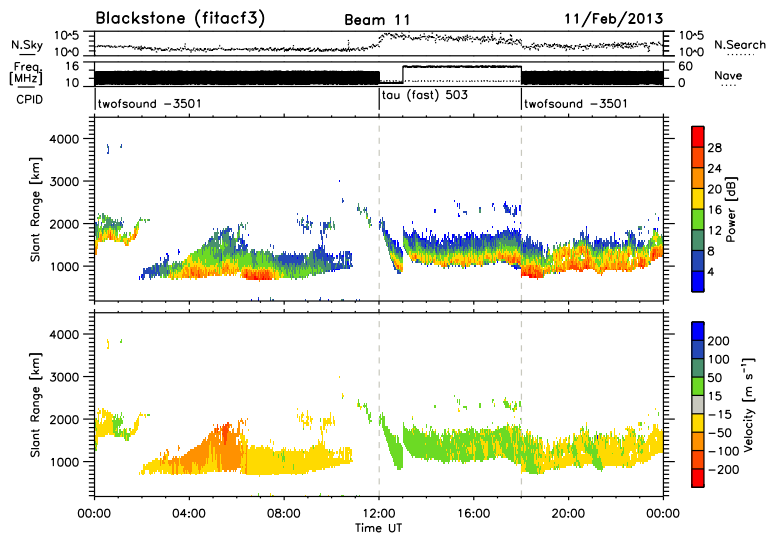 Blackstone (fitacf3) Beam 11 11/Feb/2013
N.Sky 10^5 10^5 N.Search
10^0 10^0
Freq. 16 60
[MHz] 10 0 Nave
CPID twofsound -3501 tau (fast) 503 twofsound -3501
4000
3000
2000
1000
Slant Range [km]
28
24
20
16
12
8
4
Power [dB]
4000
3000
2000
1000
Slant Range [km]
200
100
50
15
-15
-50
-100
-200
Velocity [m s⁻¹]
00:00 04:00 08:00 12:00 16:00 20:00 00:00
Time UT